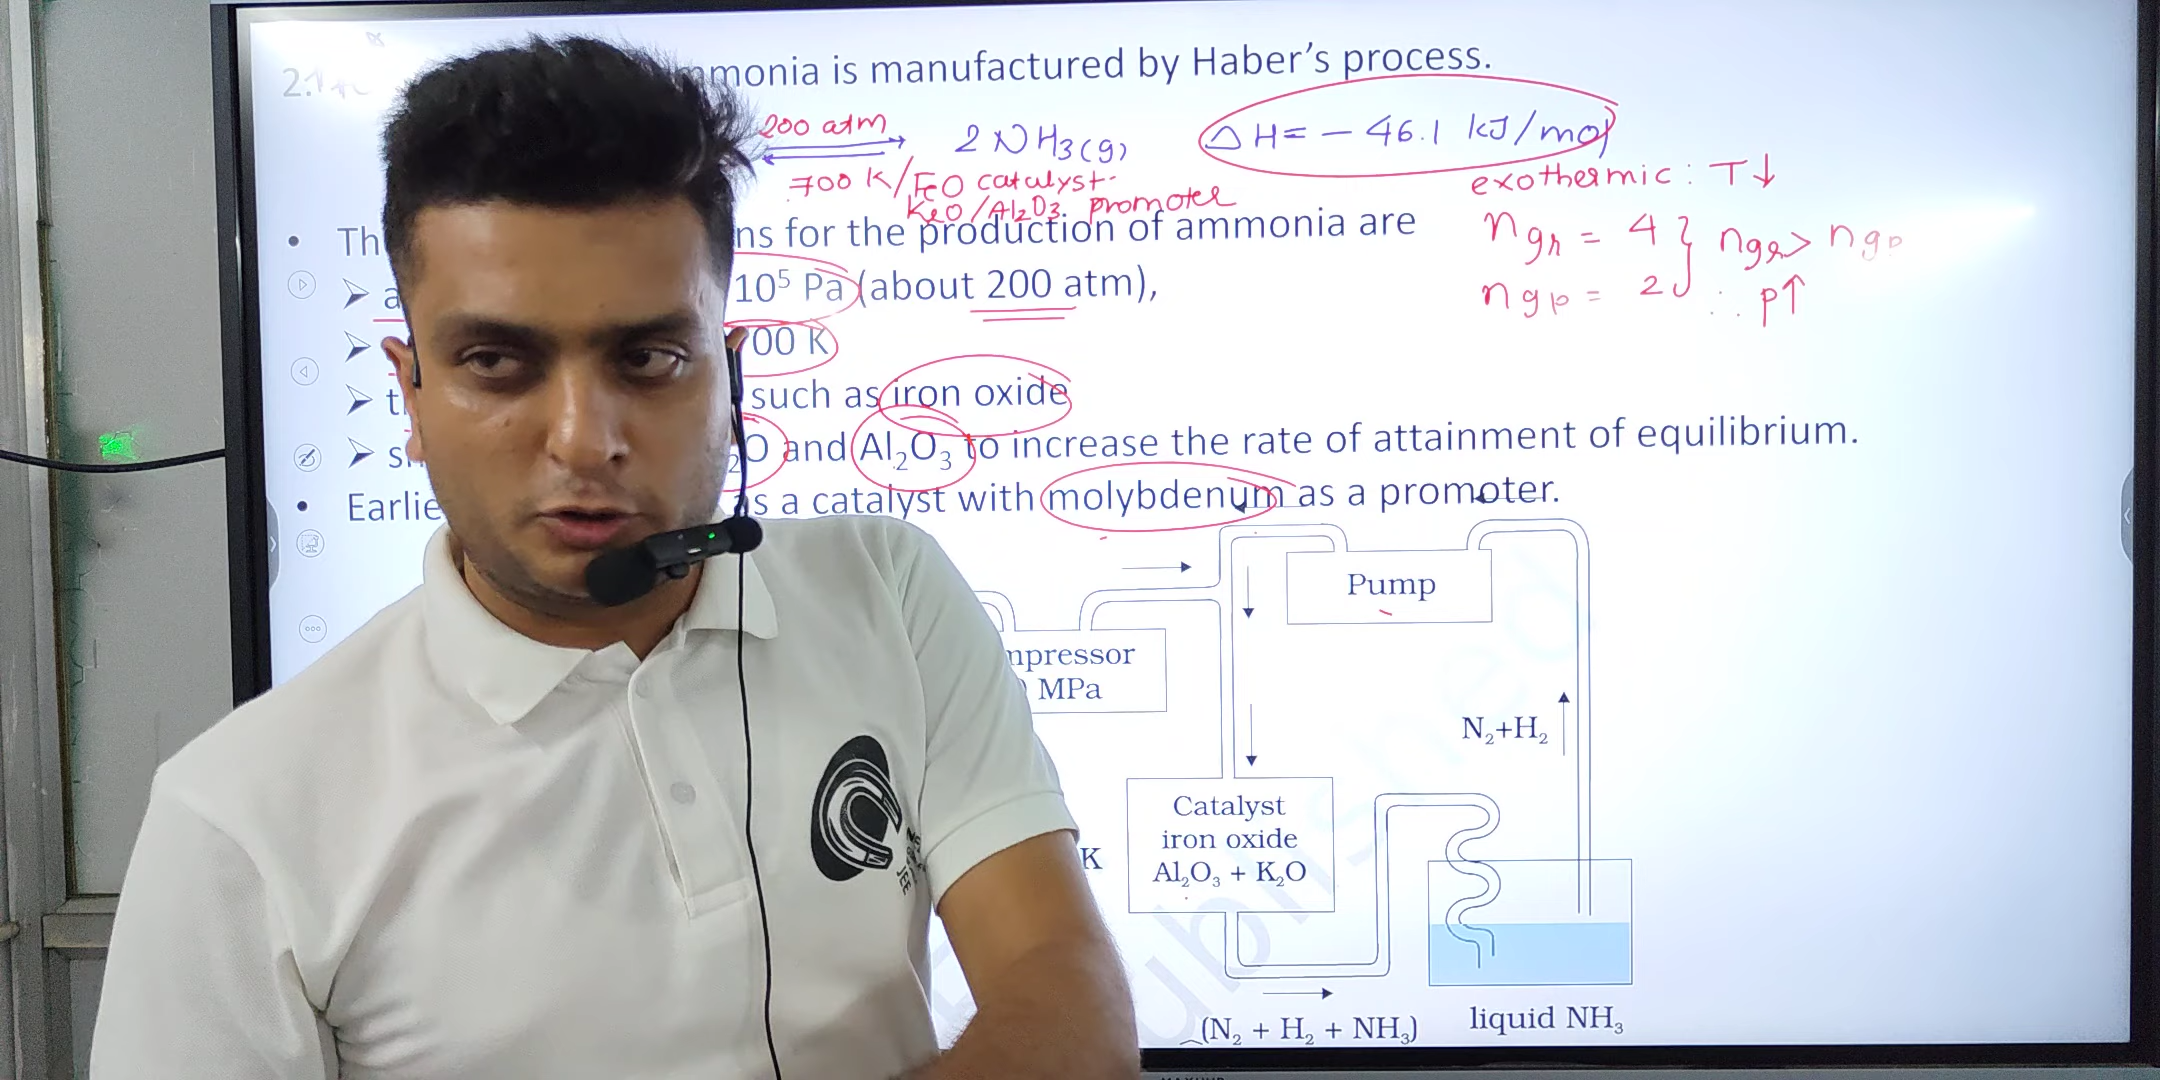 2.
mmonia is manufactured by Haber's process.
200 atm
2 NH₃(g)
ΔH = – 46.1 kJ/mol
700 K/FeO catalyst
K₂O/Al₂O₃ promoter
exothermic : T↓
ngr = 4 } ngr > ngp
ngp = 2 ∴ p↑
• Th ns for the production of ammonia are
➢ a 10⁵ Pa (about 200 atm),
➢ 00 K
➢ t such as iron oxide
➢ s ₂O and Al₂O₃ to increase the rate of attainment of equilibrium.
• Earlie as a catalyst with molybdenum as a promoter.
Pump
mpressor
MPa
N₂+H₂
Catalyst
iron oxide
Al₂O₃ + K₂O
K
(N₂ + H₂ + NH₃)
liquid NH₃
JEE